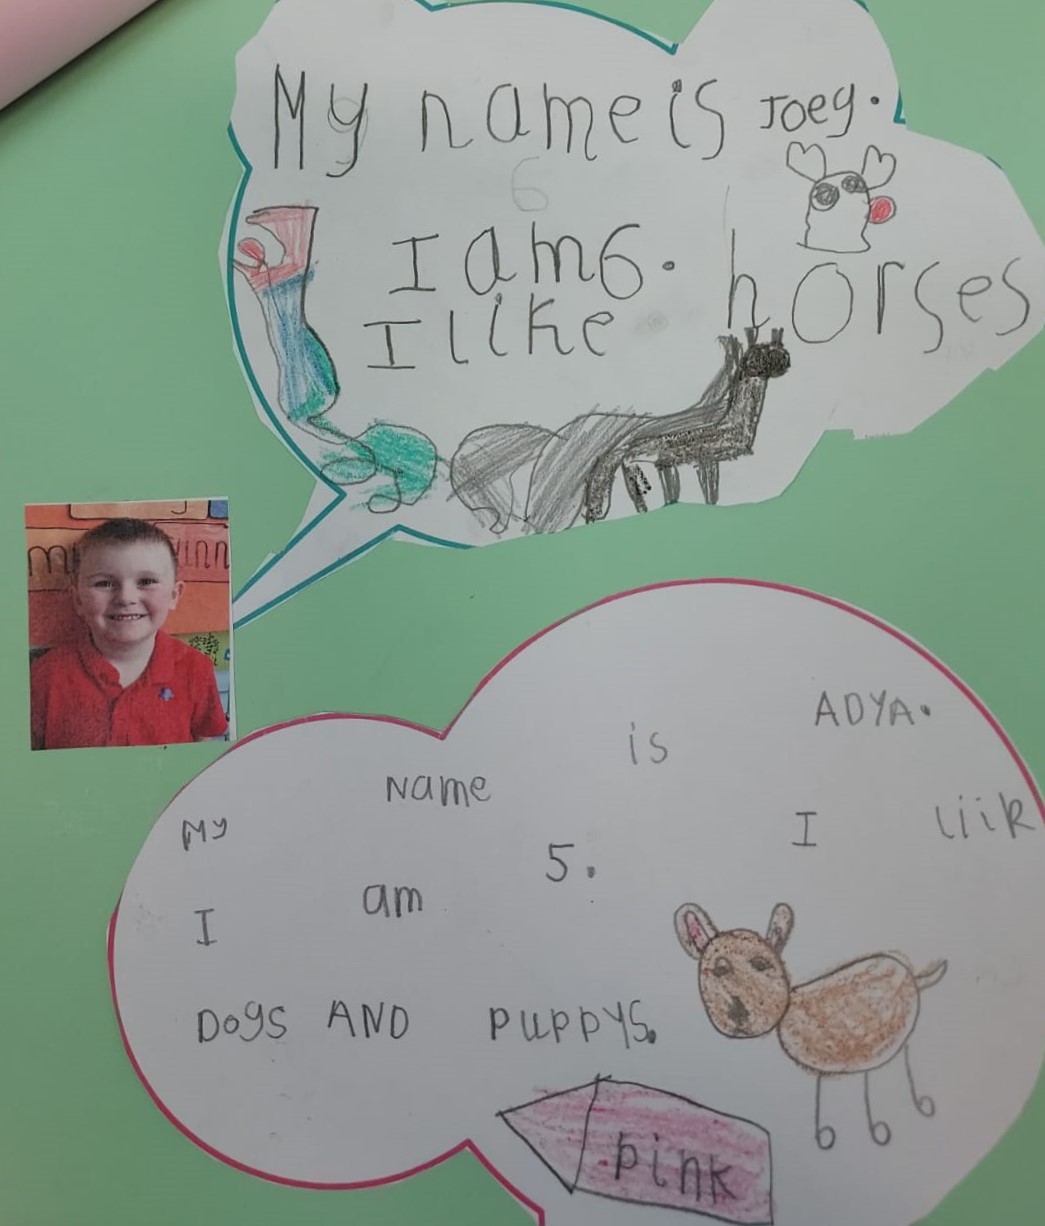 My name is Joey.
6
I am 6.
I like horses
My name is ADYA.
I am 5. I liik
DOgS AND PUPPYS.
pink